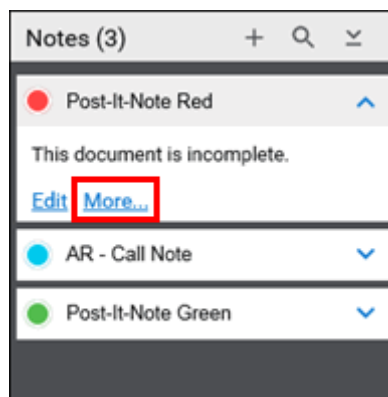 Notes (3)
Post-It-Note Red
This document is incomplete.
Edit More...
AR - Call Note
Post-It-Note Green